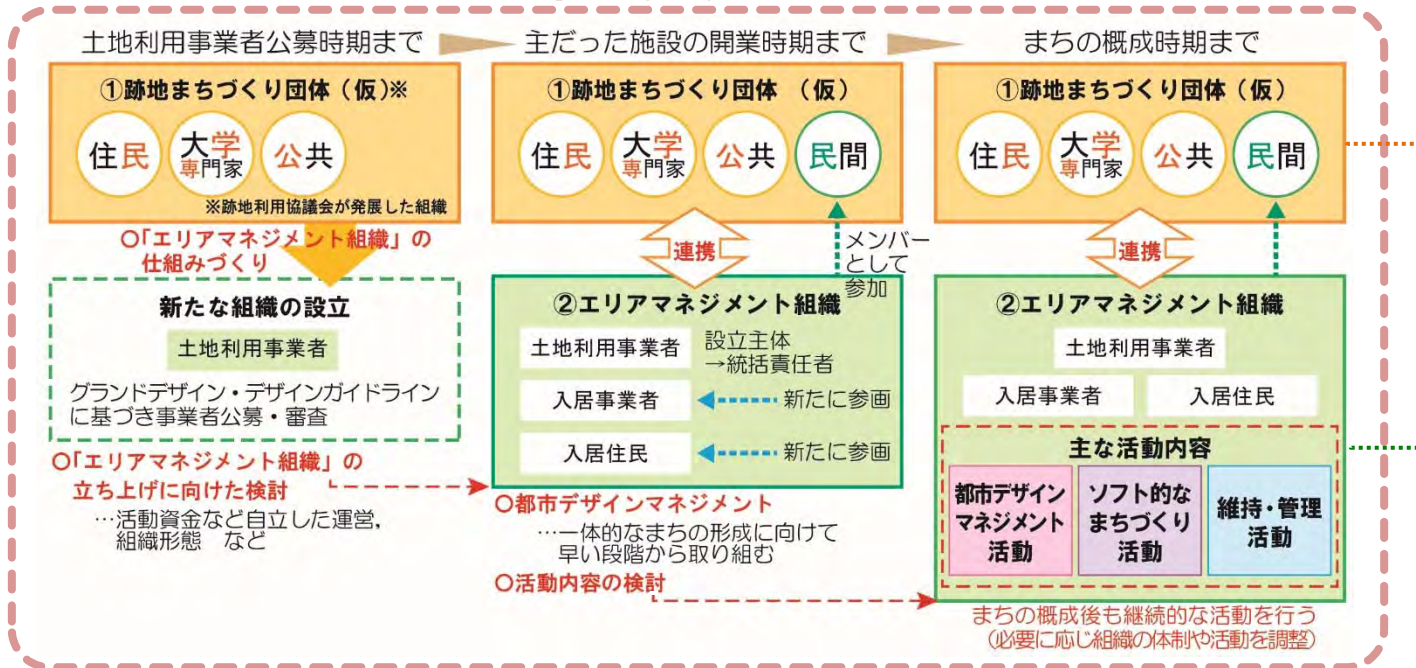 土地利用事業者公募時期まで
主だった施設の開業時期まで
まちの概成時期まで
①跡地まちづくり団体(仮)※
住民
大学
専門家
公共
※跡地利用協議会が発展した組織
〇「エリアマネジメント組織」の
仕組みづくり
新たな組織の設立
土地利用事業者
グランドデザイン・デザインガイドライン
に基づき事業者公募・審査
〇「エリアマネジメント組織」の
立ち上げに向けた検討
…活動資金など自立した運営,
組織形態 など
①跡地まちづくり団体 (仮)
住民
大学
専門家
公共
民間
連携
メンバー
として
参加
②エリアマネジメント組織
土地利用事業者
設立主体
→統括責任者
入居事業者
新たに参画
入居住民
新たに参画
〇都市デザインマネジメント
…一体的なまちの形成に向けて
早い段階から取り組む
〇活動内容の検討
①跡地まちづくり団体(仮)
住民
大学
専門家
公共
民間
連携
②エリアマネジメント組織
土地利用事業者
入居事業者
入居住民
主な活動内容
都市デザイン
マネジメント
活動
ソフト的な
まちづくり
活動
維持・管理
活動
まちの概成後も継続的な活動を行う
(必要に応じ組織の体制や活動を調整)